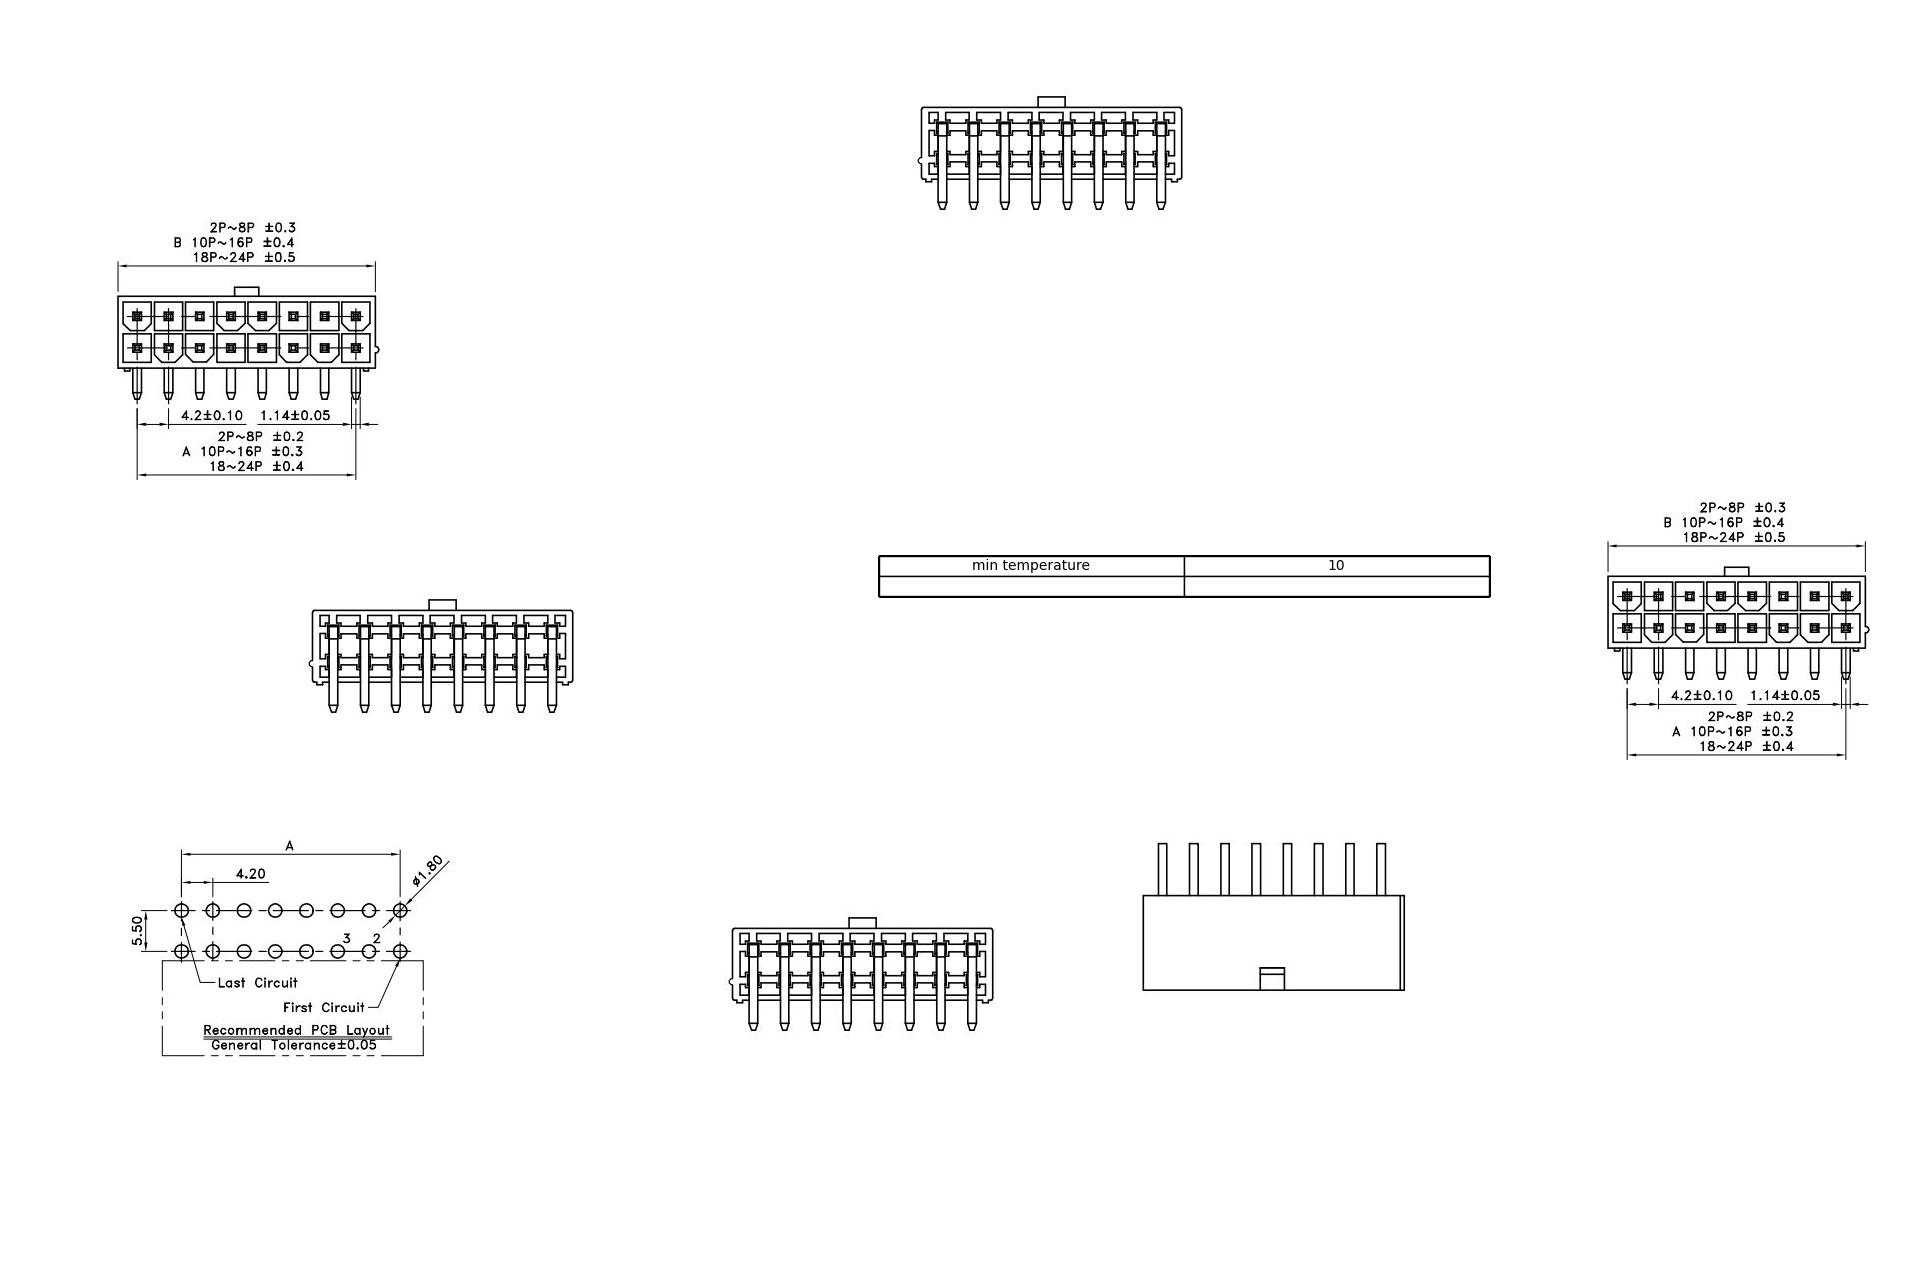 2P~8P ±0.3
B 10P~16P ±0.4
18P~24P ±0.5
4.2±0.10 1.14±0.05
2P~8P ±0.2
A 10P~16P ±0.3
18~24P ±0.4
min temperature 10
2P~8P ±0.3
B 10P~16P ±0.4
18P~24P ±0.5
4.2±0.10 1.14±0.05
2P~8P ±0.2
A 10P~16P ±0.3
18~24P ±0.4
A
4.20
ø1.80
5.50
3 2
Last Circuit
First Circuit
Recommended PCB Layout
General Tolerance±0.05